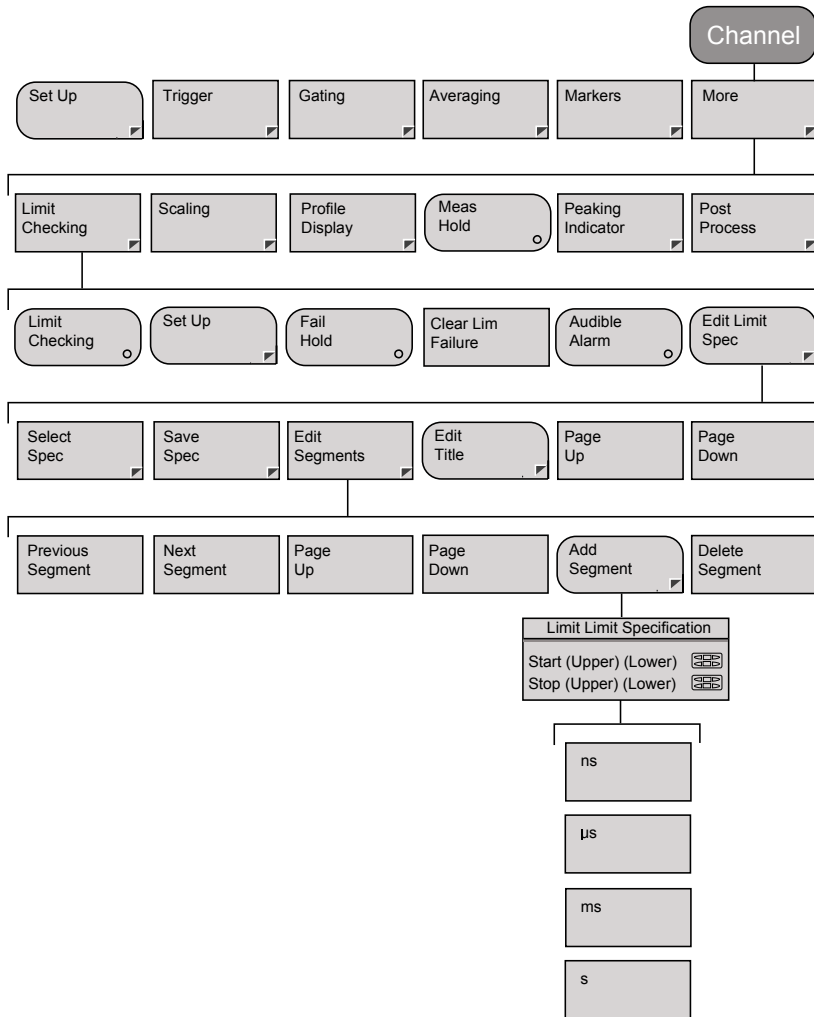 Channel
Set Up
Trigger
Gating
Averaging
Markers
More
Limit
Checking
Scaling
Profile
Display
Meas
Hold
Peaking
Indicator
Post
Process
Limit
Checking
Set Up
Fail
Hold
Clear Lim
Failure
Audible
Alarm
Edit Limit
Spec
Select
Spec
Save
Spec
Edit
Segments
Edit
Title
Page
Up
Page
Down
Previous
Segment
Next
Segment
Page
Up
Page
Down
Add
Segment
Delete
Segment
Limit Limit Specification
Start (Upper) (Lower)
Stop (Upper) (Lower)
ns
µs
ms
s